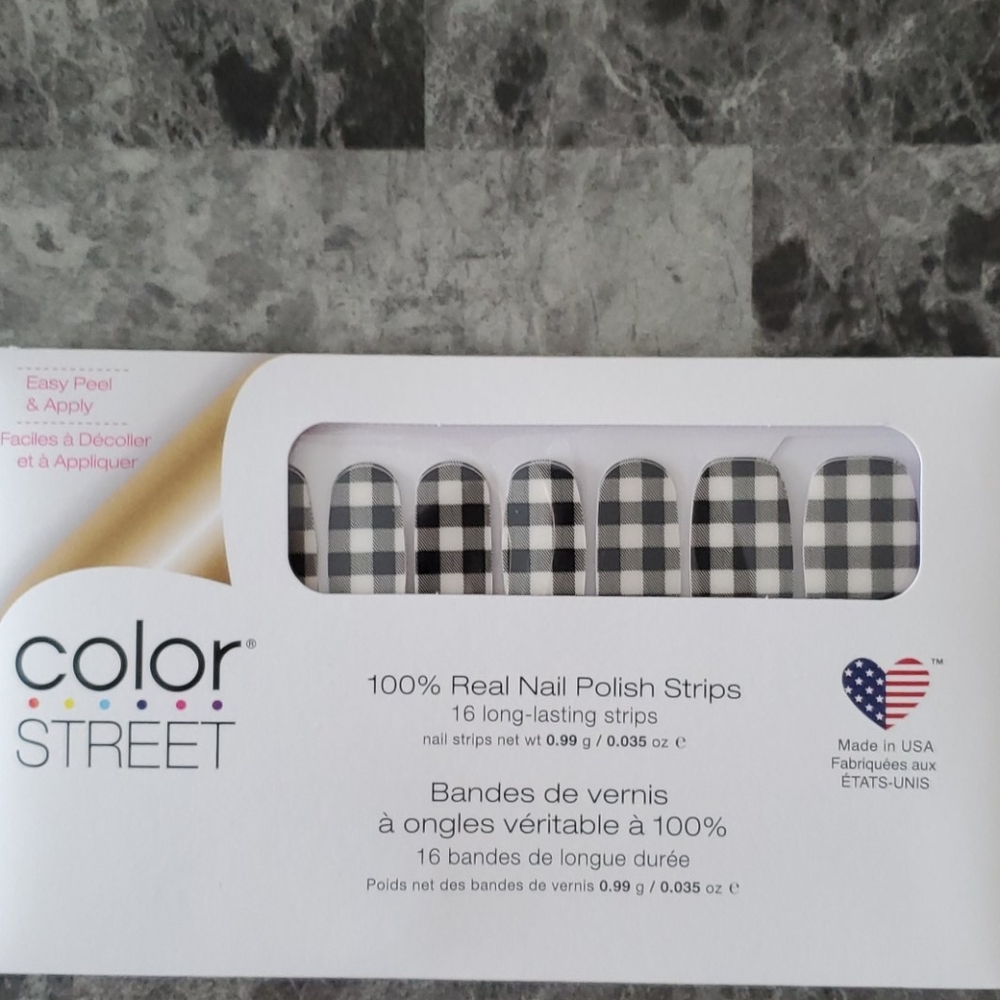 Easy Peel
& Apply
Faciles à Décoller
et à Appliquer
color®
STREET
100% Real Nail Polish Strips
16 long-lasting strips
nail strips net wt 0.99 g / 0.035 oz ℮
Bandes de vernis
à ongles véritable à 100%
16 bandes de longue durée
Poids net des bandes de vernis 0.99 g / 0.035 oz ℮
™
Made in USA
Fabriquées aux
ÉTATS-UNIS